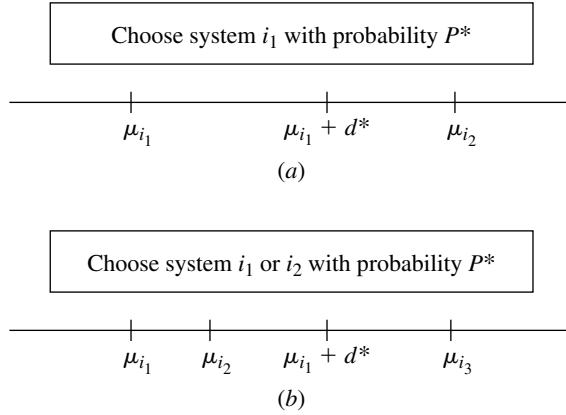 Choose system i₁ with probability P*
μᵢ₁ μᵢ₁ + d* μᵢ₂
(a)
Choose system i₁ or i₂ with probability P*
μᵢ₁ μᵢ₂ μᵢ₁ + d* μᵢ₃
(b)